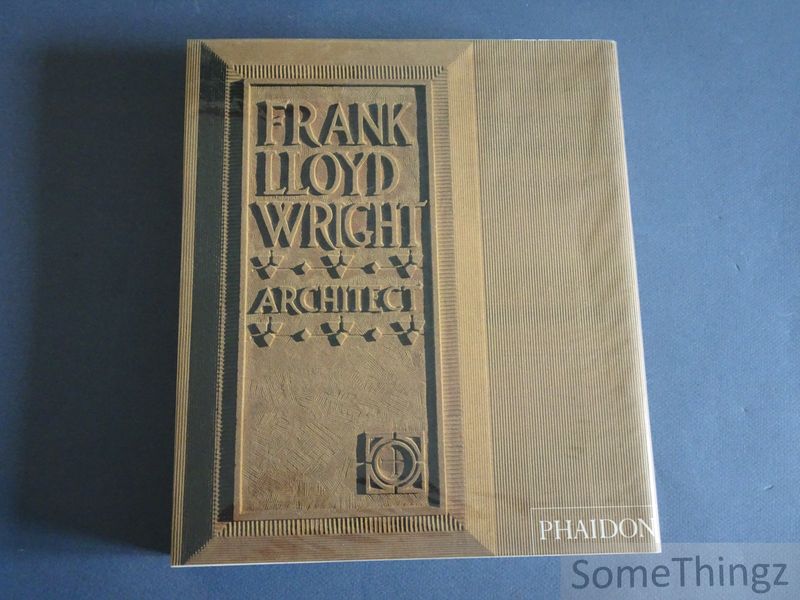 FRANK
LLOYD
WRIGHT
ARCHITECT
PHAIDON
SomeThingz